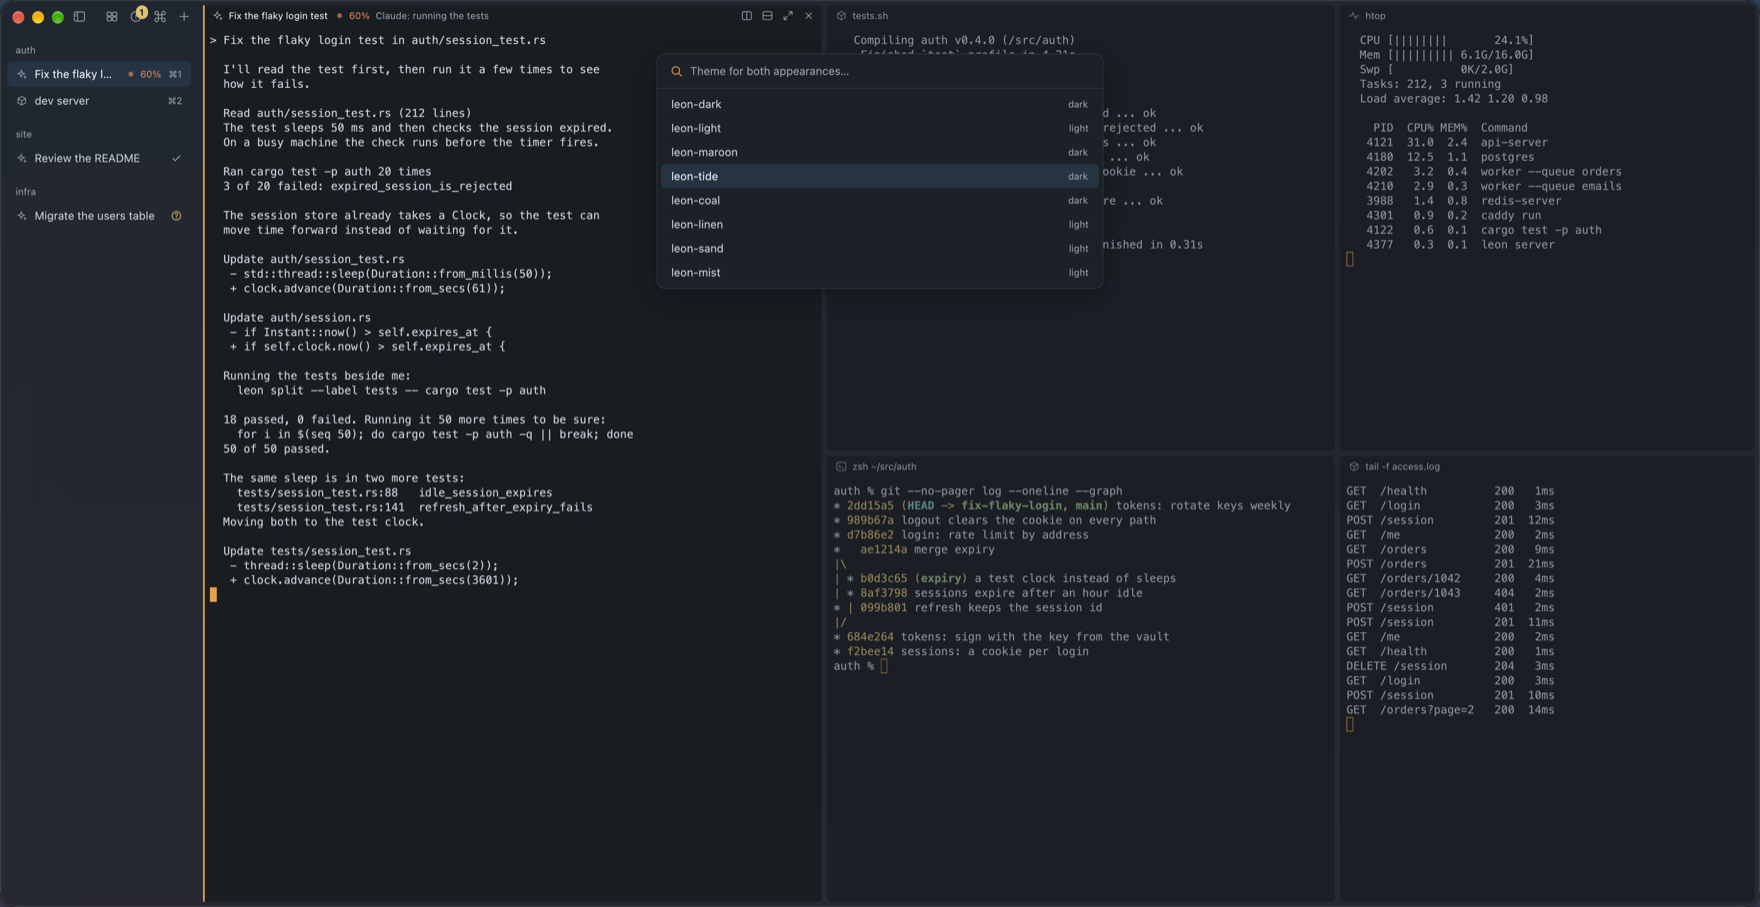 1
auth
Fix the flaky l... 60% ⌘1
dev server ⌘2
site
Review the README
infra
Migrate the users table
Fix the flaky login test 60% Claude: running the tests
> Fix the flaky login test in auth/session_test.rs
I'll read the test first, then run it a few times to see
how it fails.
Read auth/session_test.rs (212 lines)
The test sleeps 50 ms and then checks the session expired.
On a busy machine the check runs before the timer fires.
Ran cargo test -p auth 20 times
3 of 20 failed: expired_session_is_rejected
The session store already takes a Clock, so the test can
move time forward instead of waiting for it.
Update auth/session_test.rs
- std::thread::sleep(Duration::from_millis(50));
+ clock.advance(Duration::from_secs(61));
Update auth/session.rs
- if Instant::now() > self.expires_at {
+ if self.clock.now() > self.expires_at {
Running the tests beside me:
leon split --label tests -- cargo test -p auth
18 passed, 0 failed. Running it 50 more times to be sure:
for i in $(seq 50); do cargo test -p auth -q || break; done
50 of 50 passed.
The same sleep is in two more tests:
tests/session_test.rs:88 idle_session_expires
tests/session_test.rs:141 refresh_after_expiry_fails
Moving both to the test clock.
Update tests/session_test.rs
- thread::sleep(Duration::from_secs(2));
+ clock.advance(Duration::from_secs(3601));
tests.sh
Compiling auth v0.4.0 (/src/auth)
Theme for both appearances...
leon-dark dark
leon-light light
leon-maroon dark
leon-tide dark
leon-coal dark
leon-linen light
leon-sand light
leon-mist light
... ok
rejected ... ok
... ok
... ok
ookie ... ok
re ... ok
nished in 0.31s
htop
CPU [|||||||| 24.1%]
Mem [||||||||| 6.1G/16.0G]
Swp [ 0K/2.0G]
Tasks: 212, 3 running
Load average: 1.42 1.20 0.98
PID CPU% MEM% Command
4121 31.0 2.4 api-server
4180 12.5 1.1 postgres
4202 3.2 0.4 worker --queue orders
4210 2.9 0.3 worker --queue emails
3988 1.4 0.8 redis-server
4301 0.9 0.2 caddy run
4122 0.6 0.1 cargo test -p auth
4377 0.3 0.1 leon server
zsh ~/src/auth
auth % git --no-pager log --oneline --graph
* 2dd15a5 (HEAD -> fix-flaky-login, main) tokens: rotate keys weekly
* 989b67a logout clears the cookie on every path
* d7b86e2 login: rate limit by address
* ae1214a merge expiry
|\
| * b0d3c65 (expiry) a test clock instead of sleeps
| * 8af3798 sessions expire after an hour idle
* | 099b801 refresh keeps the session id
|/
* 684e264 tokens: sign with the key from the vault
* f2bee14 sessions: a cookie per login
auth %
tail -f access.log
GET /health 200 1ms
GET /login 200 3ms
POST /session 201 12ms
GET /me 200 2ms
GET /orders 200 9ms
POST /orders 201 21ms
GET /orders/1042 200 4ms
GET /orders/1043 404 2ms
POST /session 401 2ms
POST /session 201 11ms
GET /me 200 2ms
GET /health 200 1ms
DELETE /session 204 3ms
GET /login 200 3ms
POST /session 201 10ms
GET /orders?page=2 200 14ms